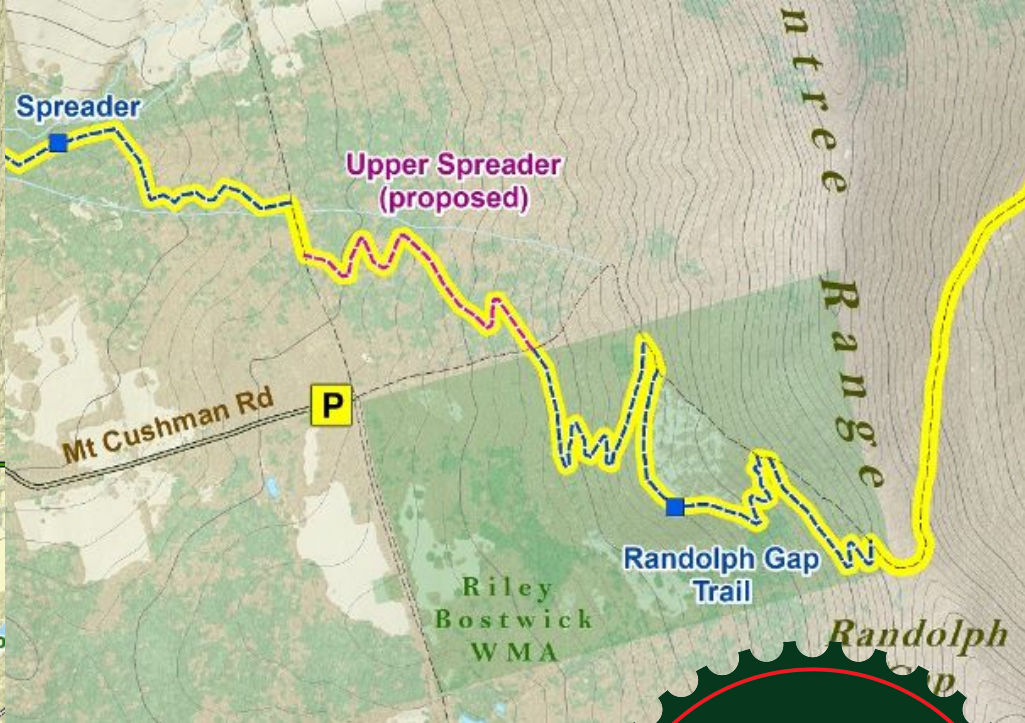 Spreader
Upper Spreader
(proposed)
ntree Range
Mt Cushman Rd
P
Randolph Gap
Trail
Riley
Bostwick
WMA
Randolph